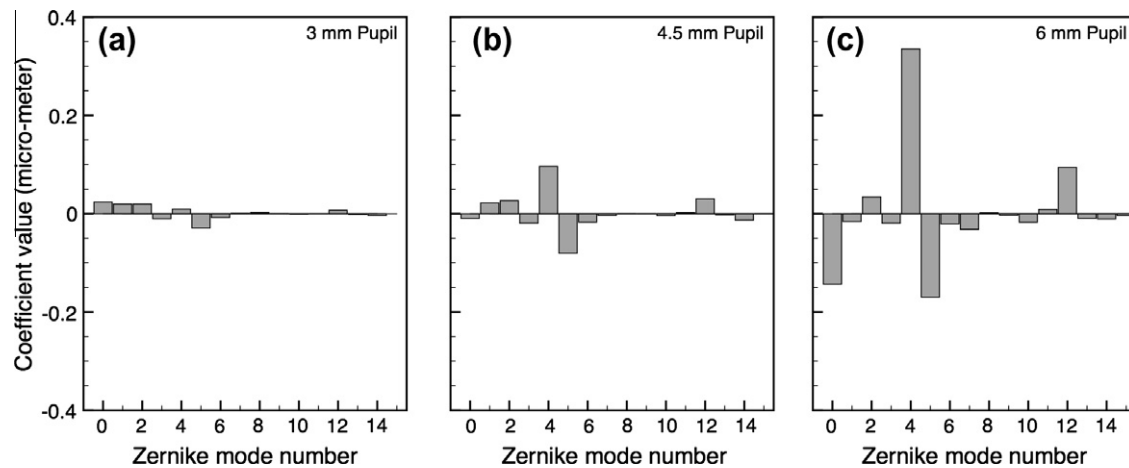 (a) 3 mm Pupil
(b) 4.5 mm Pupil
(c) 6 mm Pupil
Coefficient value (micro-meter)
0.4
0.2
0
-0.2
-0.4
0 2 4 6 8 10 12 14
0 2 4 6 8 10 12 14
0 2 4 6 8 10 12 14
Zernike mode number
Zernike mode number
Zernike mode number